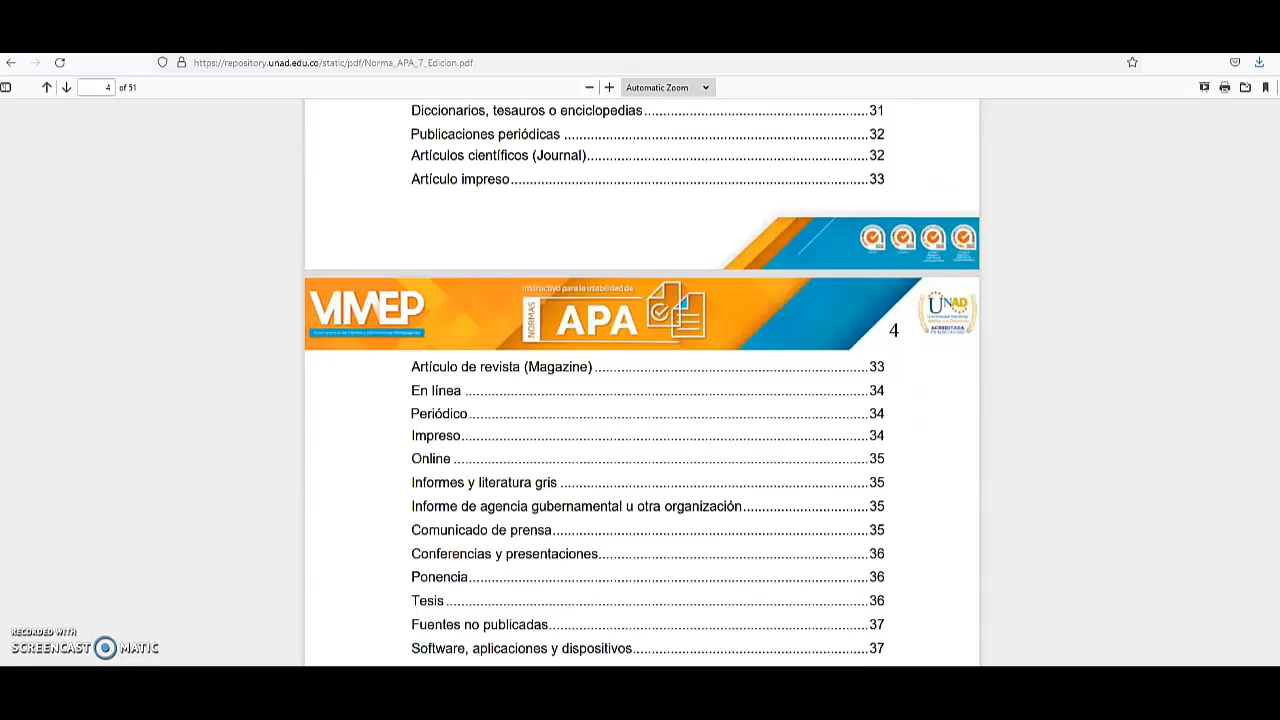 https://repository.unad.edu.co/static/pdf/Norma_APA_7_Edicion.pdf
4 of 51 Automatic Zoom
Diccionarios, tesauros o enciclopedias 31
Publicaciones periódicas 32
Artículos científicos (Journal) 32
Artículo impreso 33
VIMEP
Instructivo para la usabilidad de
NORMAS
APA
UNAD
ACREDITADA
4
Artículo de revista (Magazine) 33
En línea 34
Periódico 34
Impreso 34
Online 35
Informes y literatura gris 35
Informe de agencia gubernamental u otra organización 35
Comunicado de prensa 35
Conferencias y presentaciones 36
Ponencia 36
Tesis 36
Fuentes no publicadas 37
Software, aplicaciones y dispositivos 37
RECORDED WITH
SCREENCAST MATIC